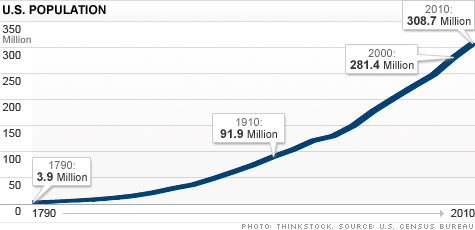 U.S. POPULATION
2010:
308.7 Million
350
Million
2000:
281.4 Million
300
250
200
150
1910:
91.9 Million
100
1790:
3.9 Million
50
0
1790
2010
PHOTO: THINKSTOCK. SOURCE: U.S. CENSUS BUREAU